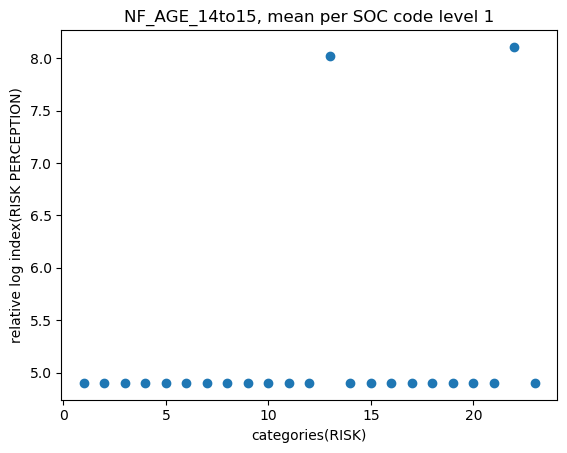 NF_AGE_14to15, mean per SOC code level 1
relative log index(RISK PERCEPTION)
8.0
7.5
7.0
6.5
6.0
5.5
5.0
0 5 10 15 20
categories(RISK)